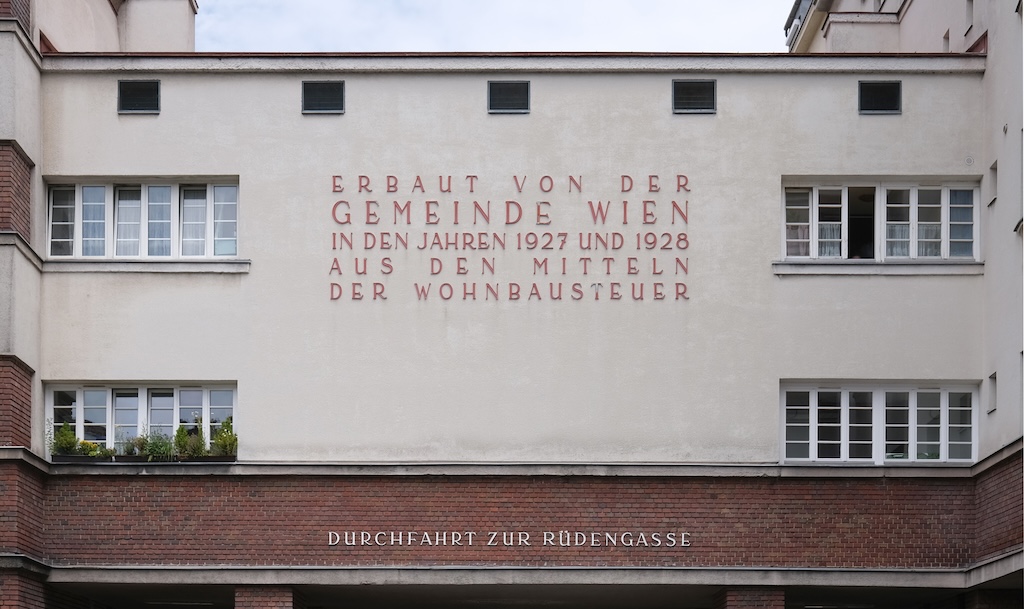 ERBAUT VON DER
GEMEINDE WIEN
IN DEN JAHREN 1927 UND 1928
AUS DEN MITTELN
DER WOHNBAUSTEUER
DURCHFAHRT ZUR RÜDENGASSE